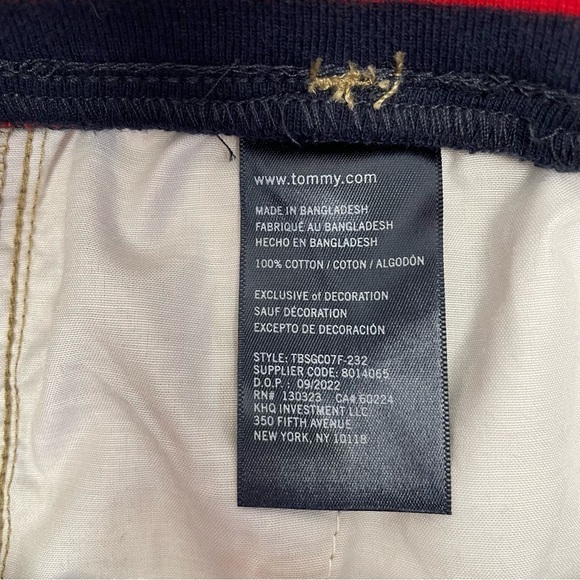 www.tommy.com
MADE IN BANGLADESH
FABRIQUÉ AU BANGLADESH
HECHO EN BANGLADESH
100% COTTON / COTON / ALGODÓN
EXCLUSIVE of DECORATION
SAUF DÉCORATION
EXCEPTO DE DECORACIÓN
STYLE: TBSGC07F-232
SUPPLIER CODE: 8014065
D.O.P. : 09/2022
RN# 130323 CA# 60224
KHQ INVESTMENT LLC
350 FIFTH AVENUE
NEW YORK, NY 10118